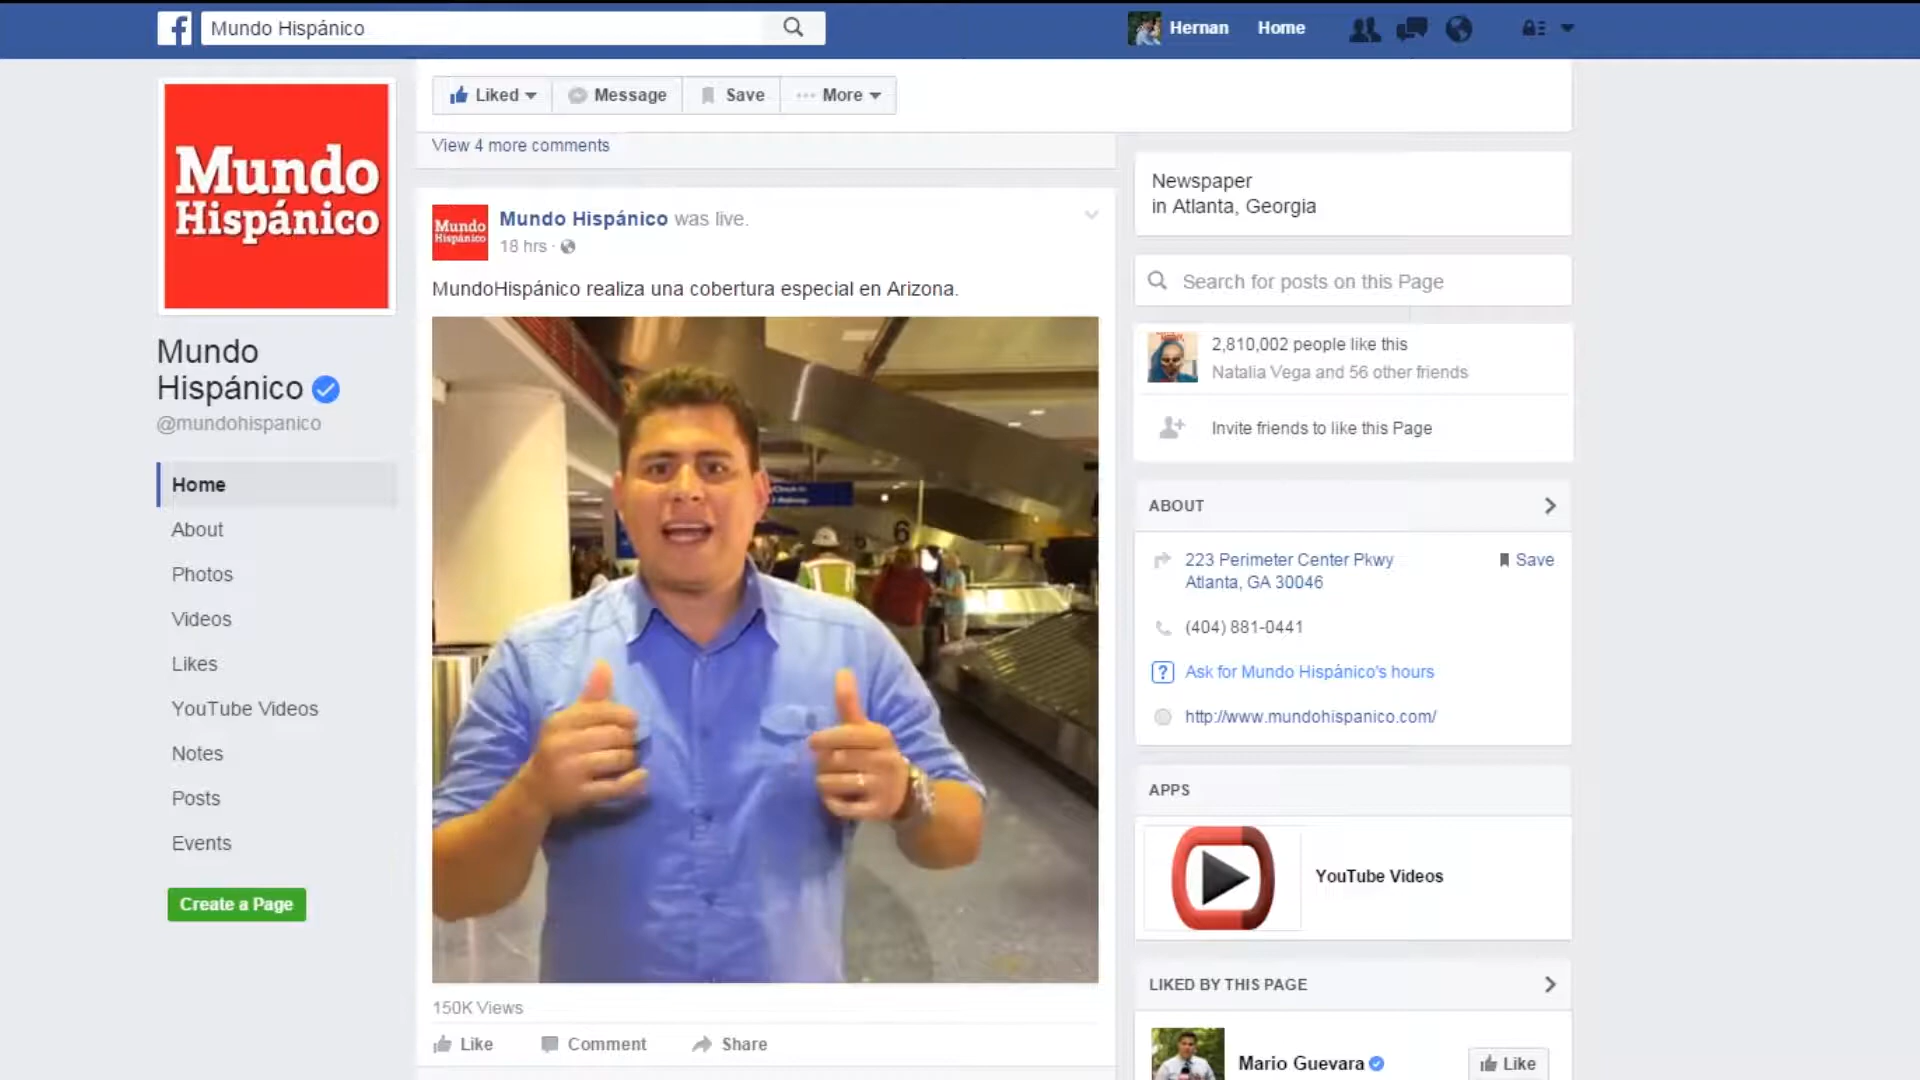 Mundo Hispánico
Hernan
Home
Mundo
Hispánico
Mundo
Hispánico
@mundohispanico
Home
About
Photos
Videos
Likes
YouTube Videos
Notes
Posts
Events
Create a Page
Liked
Message
Save
More
View 4 more comments
Mundo
Hispánico
Mundo Hispánico was live.
18 hrs ·
MundoHispánico realiza una cobertura especial en Arizona.
6
150K Views
Like
Comment
Share
Newspaper
in Atlanta, Georgia
Search for posts on this Page
2,810,002 people like this
Natalia Vega and 56 other friends
Invite friends to like this Page
ABOUT
223 Perimeter Center Pkwy
Atlanta, GA 30046
Save
(404) 881-0441
? Ask for Mundo Hispánico's hours
http://www.mundohispanico.com/
APPS
YouTube Videos
LIKED BY THIS PAGE
Mario Guevara
Like